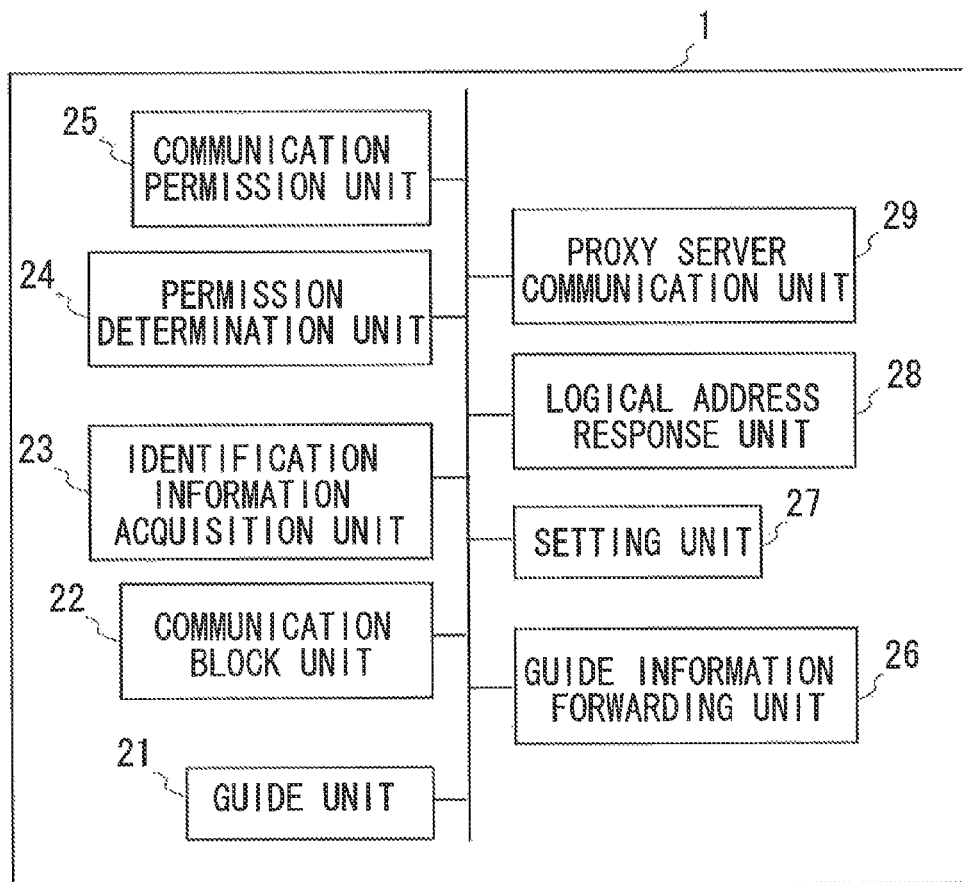 1
25
COMMUNICATION
PERMISSION UNIT
24
PERMISSION
DETERMINATION UNIT
23
IDENTIFICATION
INFORMATION
ACQUISITION UNIT
22
COMMUNICATION
BLOCK UNIT
21
GUIDE UNIT
29
PROXY SERVER
COMMUNICATION UNIT
28
LOGICAL ADDRESS
RESPONSE UNIT
27
SETTING UNIT
26
GUIDE INFORMATION
FORWARDING UNIT